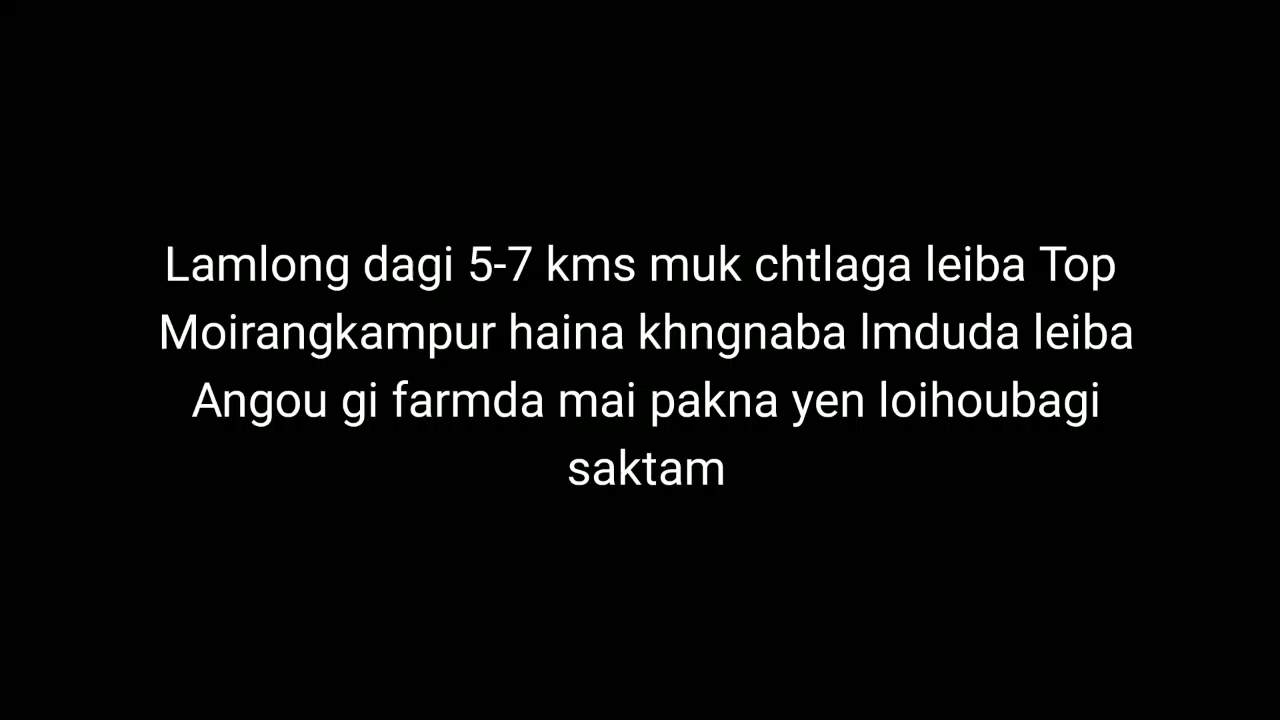 Lamlong dagi 5-7 kms muk chtlaga leiba Top
Moirangkampur haina khngnaba lmduda leiba
Angou gi farmda mai pakna yen loihoubagi
saktam